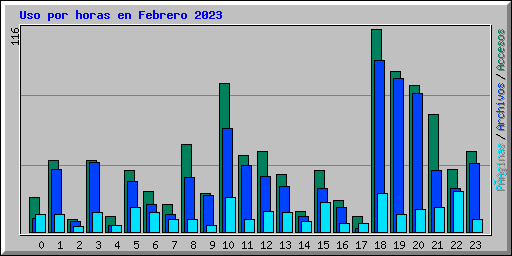 Uso por horas en Febrero 2023
116
0 1 2 3 4 5 6 7 8 9 10 11 12 13 14 15 16 17 18 19 20 21 22 23
Páginas / Archivos / Accesos